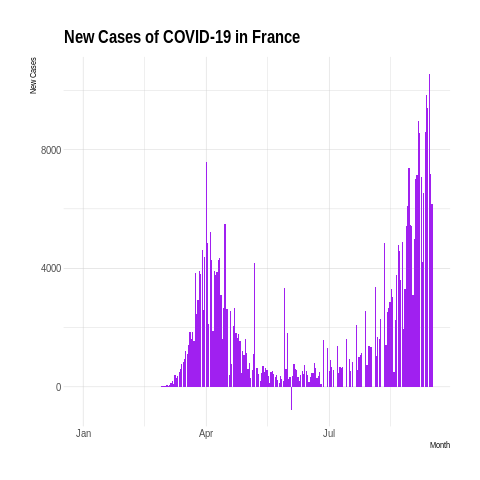 New Cases of COVID-19 in France
New Cases
8000
4000
0
Jan
Apr
Jul
Month